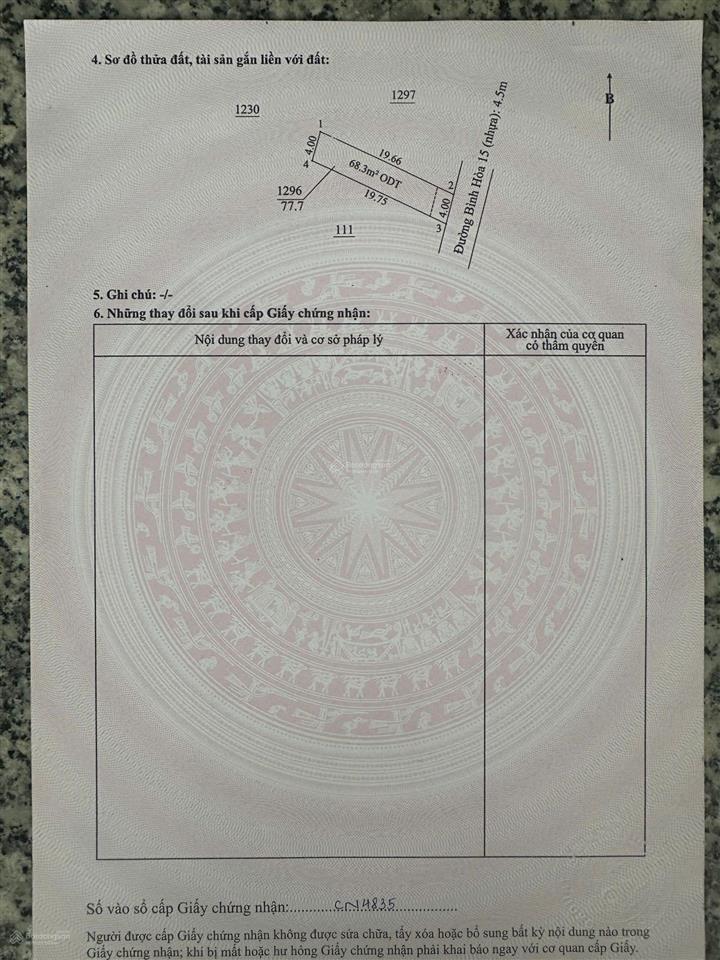 4. Sơ đồ thửa đất, tài sản gắn liền với đất:
B
1297
1230
1
19.66
4.00
4
68.3m² ODT
2
1296
77.7
19.75
4.00
3
Đường Bình Hòa 15 (nhựa): 4.5m
111
5. Ghi chú: -/-
6. Những thay đổi sau khi cấp Giấy chứng nhận:
Nội dung thay đổi và cơ sở pháp lý
Xác nhận của cơ quan
có thẩm quyền
Batdongsan
Số vào sổ cấp Giấy chứng nhận:....CN4835....
Người được cấp Giấy chứng nhận không được sửa chữa, tẩy xóa hoặc bổ sung bất kỳ nội dung nào trong
Giấy chứng nhận; khi bị mất hoặc hư hỏng Giấy chứng nhận phải khai báo ngay với cơ quan cấp Giấy.
Batdongsan